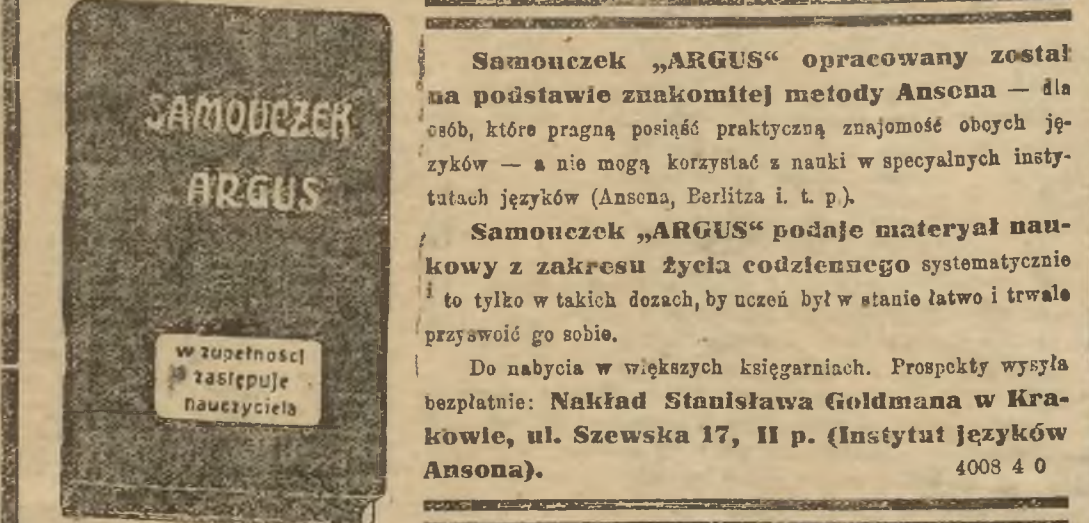 SAMOUCZEK
ARGUS
w zupełności
zastępuje
nauczyciela
Samouczek „ARGUS“ opracowany został
na podstawie znakomitej metody Ansona — dla
osób, które pragną posiąść praktyczną znajomość obcych ję-
zyków — a nie mogą korzystać z nauki w specyalnych insty-
tutach języków (Ansona, Berlitza i. t. p.).
Samouczek „ARGUS“ podaje materyał nau-
kowy z zakresu życia codziennego systematycznie
i to tylko w takich dozach, by uczeń był w stanie łatwo i trwale
przyswoić go sobie.
Do nabycia w większych księgarniach. Prospekty wysyła
bezpłatnie: Nakład Stanisława Goldmana w Kra-
kowie, ul. Szewska 17, II p. (Instytut języków
Ansona). 4008 4 0